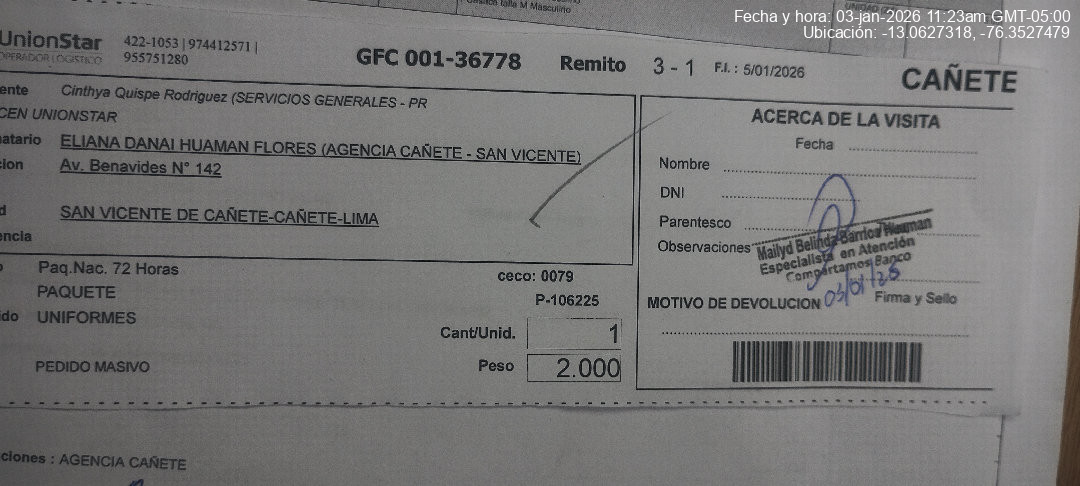 Fecha y hora: 03-jan-2026 11:23am GMT-05:00
Ubicación: -13.0627318, -76.3527479
talla M Masculino
UnionStar
OPERADOR LOGISTICO
422-1053 | 974412571 |
955751280
GFC 001-36778
Remito 3 - 1
F.I. : 5/01/2026
CAÑETE
ente Cinthya Quispe Rodriguez (SERVICIOS GENERALES - PR
CEN UNIONSTAR
atario ELIANA DANAI HUAMAN FLORES (AGENCIA CAÑETE - SAN VICENTE)
cion Av. Benavides N° 142
d SAN VICENTE DE CAÑETE-CAÑETE-LIMA
encia
o Paq.Nac. 72 Horas
PAQUETE
ido UNIFORMES
PEDIDO MASIVO
ceco: 0079
P-106225
Cant/Unid. 1
Peso 2.000
ACERCA DE LA VISITA
Fecha
Nombre
DNI
Parentesco
Observaciones
Mailyd Belinda Barrios Huaman
Especialista en Atención
Compartamos Banco
MOTIVO DE DEVOLUCION
Firma y Sello
ciones : AGENCIA CAÑETE